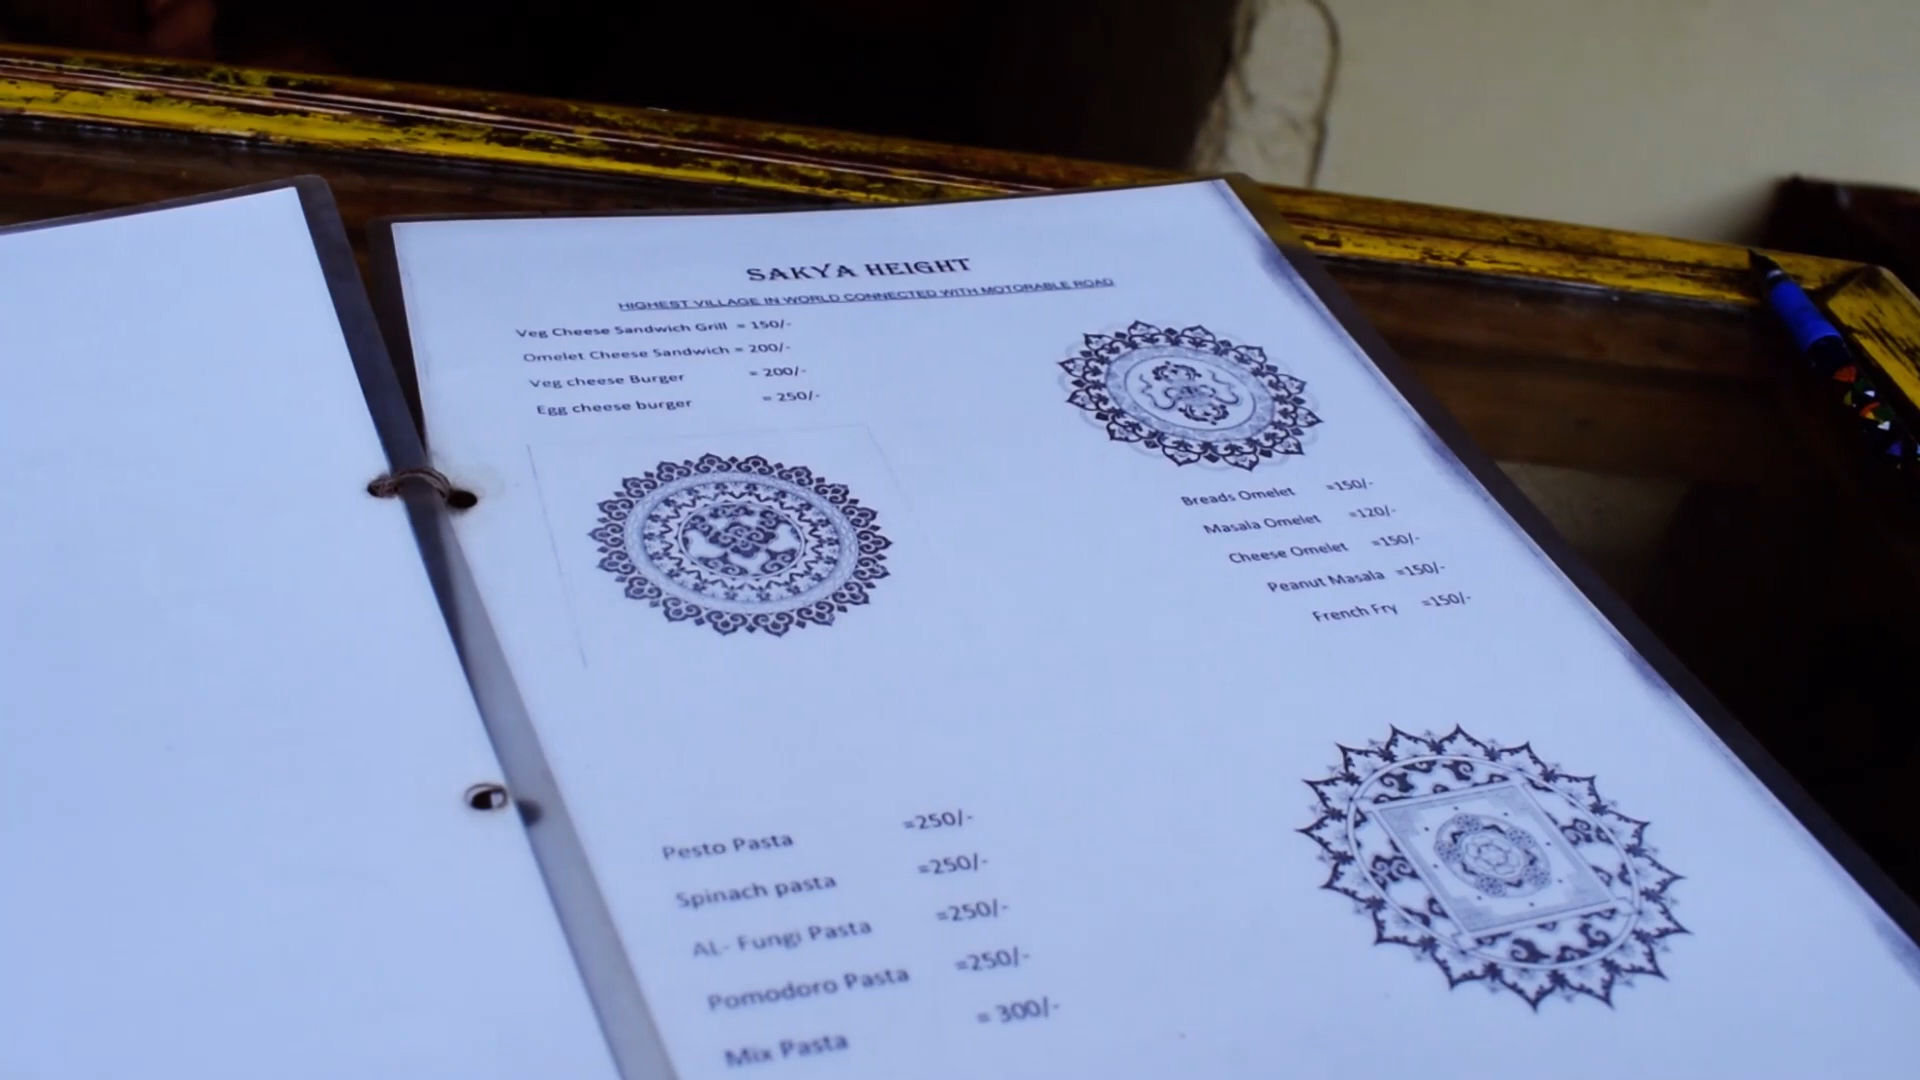 SAKYA HEIGHT
HIGHEST VILLAGE IN WORLD CONNECTED WITH MOTORABLE ROAD
Veg Cheese Sandwich Grill = 150/-
Omelet Cheese Sandwich = 200/-
Veg cheese Burger = 200/-
Egg cheese burger = 250/-
Breads Omelet =150/-
Masala Omelet =120/-
Cheese Omelet =150/-
Peanut Masala =150/-
French Fry =150/-
Pesto Pasta =250/-
Spinach pasta =250/-
AL- Fungi Pasta =250/-
Pomodoro Pasta =250/-
Mix Pasta = 300/-